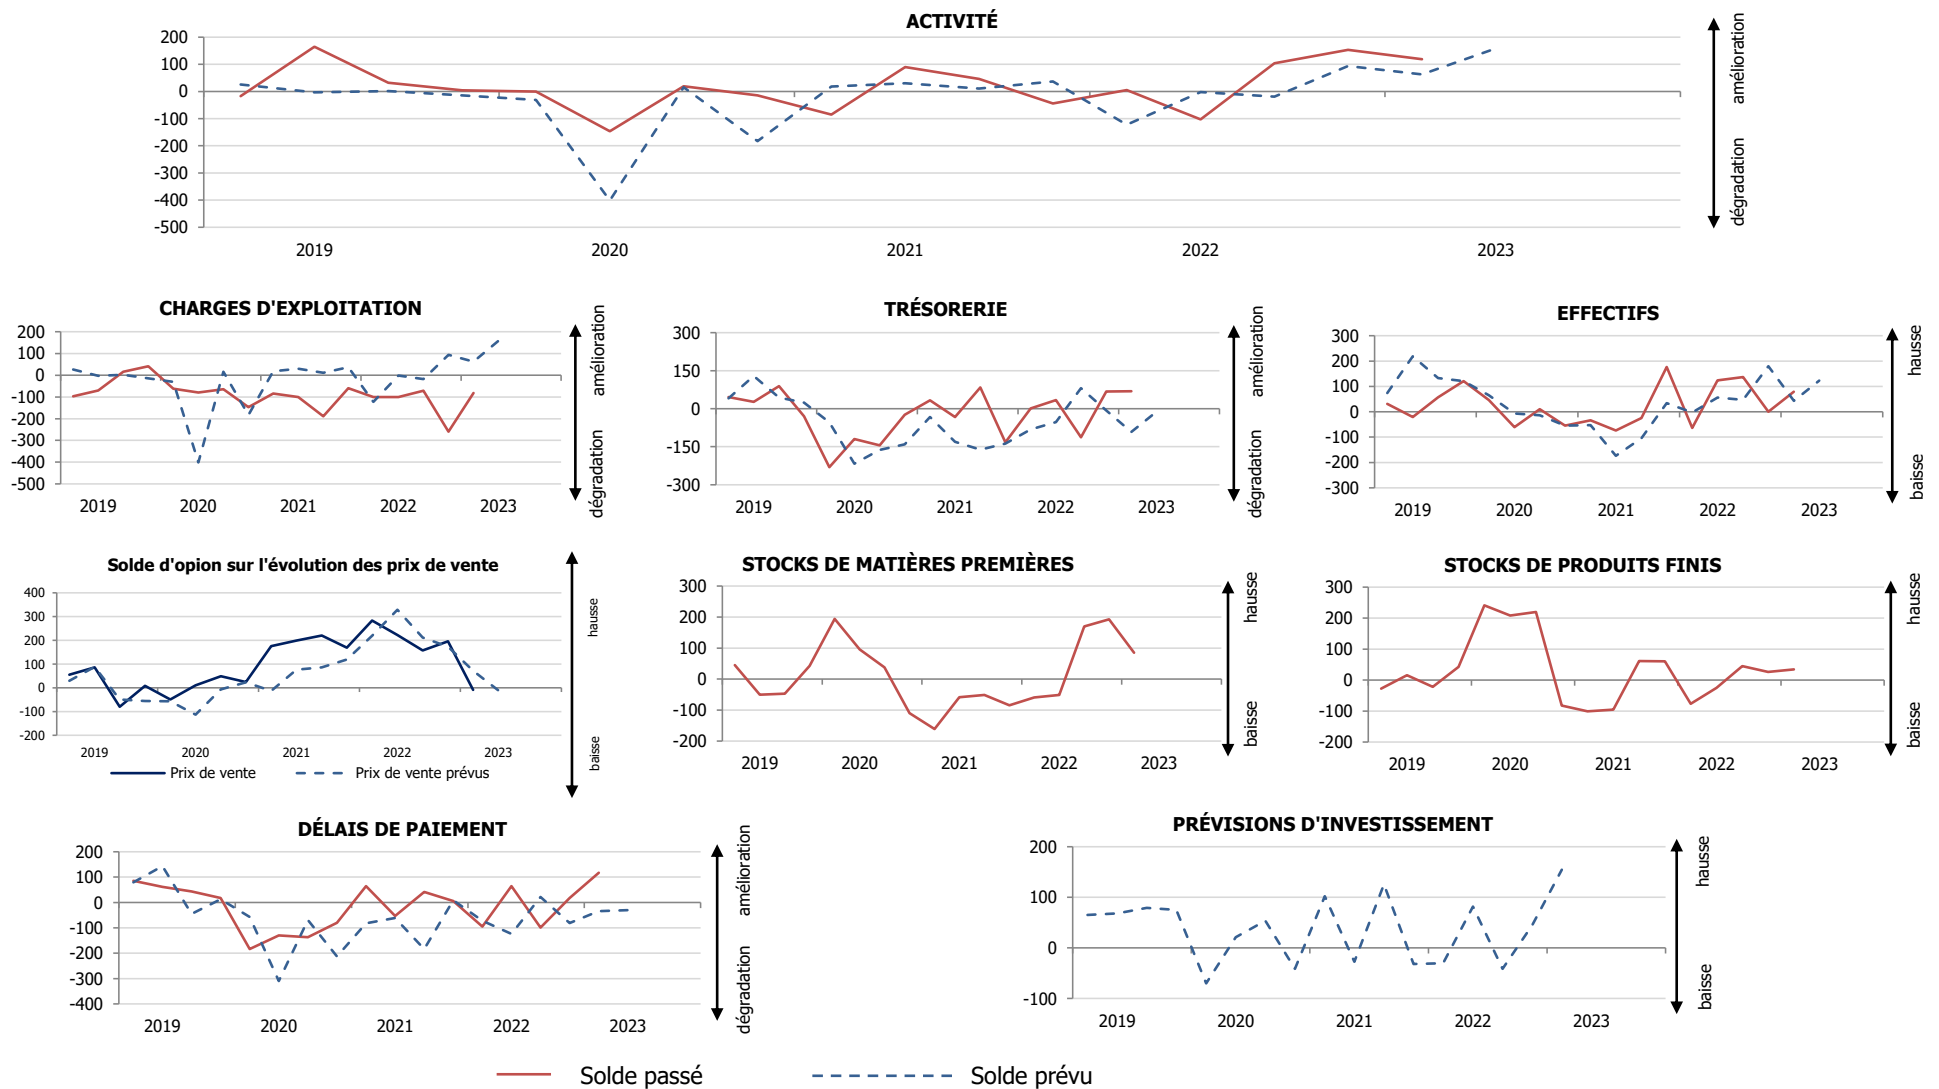 ACTIVITÉ
200
100
0
-100
-200
-300
-400
-500
2019 2020 2021 2022 2023
amélioration
dégradation
CHARGES D'EXPLOITATION
200
100
0
-100
-200
-300
-400
-500
2019 2020 2021 2022 2023
amélioration
dégradation
TRÉSORERIE
300
150
0
-150
-300
2019 2020 2021 2022 2023
amélioration
dégradation
EFFECTIFS
300
200
100
0
-100
-200
-300
2019 2020 2021 2022 2023
hausse
baisse
Solde d'opion sur l'évolution des prix de vente
400
300
200
100
0
-100
-200
2019 2020 2021 2022 2023
Prix de vente Prix de vente prévus
hausse
baisse
STOCKS DE MATIÈRES PREMIÈRES
300
200
100
0
-100
-200
2019 2020 2021 2022 2023
hausse
baisse
STOCKS DE PRODUITS FINIS
300
200
100
0
-100
-200
2019 2020 2021 2022 2023
hausse
baisse
DÉLAIS DE PAIEMENT
200
100
0
-100
-200
-300
-400
2019 2020 2021 2022 2023
amélioration
dégradation
PRÉVISIONS D'INVESTISSEMENT
200
100
0
-100
2019 2020 2021 2022 2023
hausse
baisse
Solde passé Solde prévu